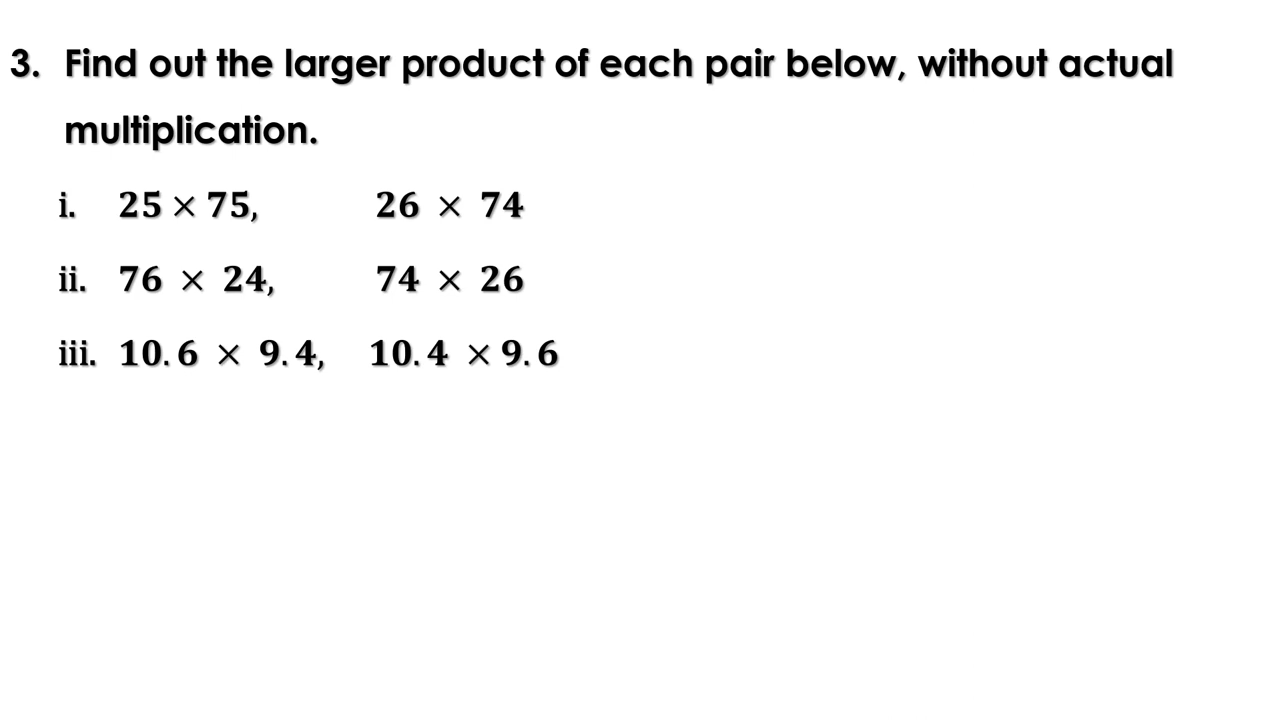 3. Find out the larger product of each pair below, without actual
multiplication.
i. 25 × 75, 26 × 74
ii. 76 × 24, 74 × 26
iii. 10.6 × 9.4, 10.4 × 9.6